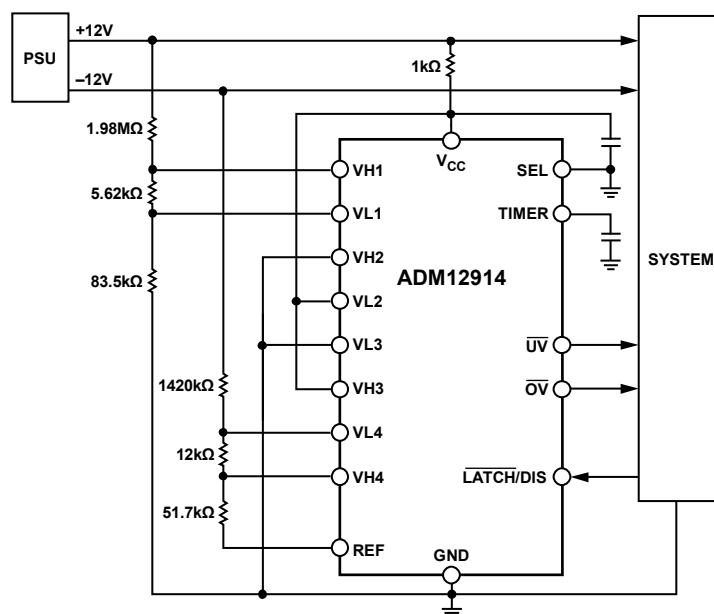 PSU
+12V
–12V
1kΩ
1.98MΩ
5.62kΩ
83.5kΩ
1420kΩ
12kΩ
51.7kΩ
VCC
VH1
VL1
VH2
VL2
VL3
VH3
VL4
VH4
REF
ADM12914
SEL
TIMER
UV
OV
LATCH/DIS
GND
SYSTEM